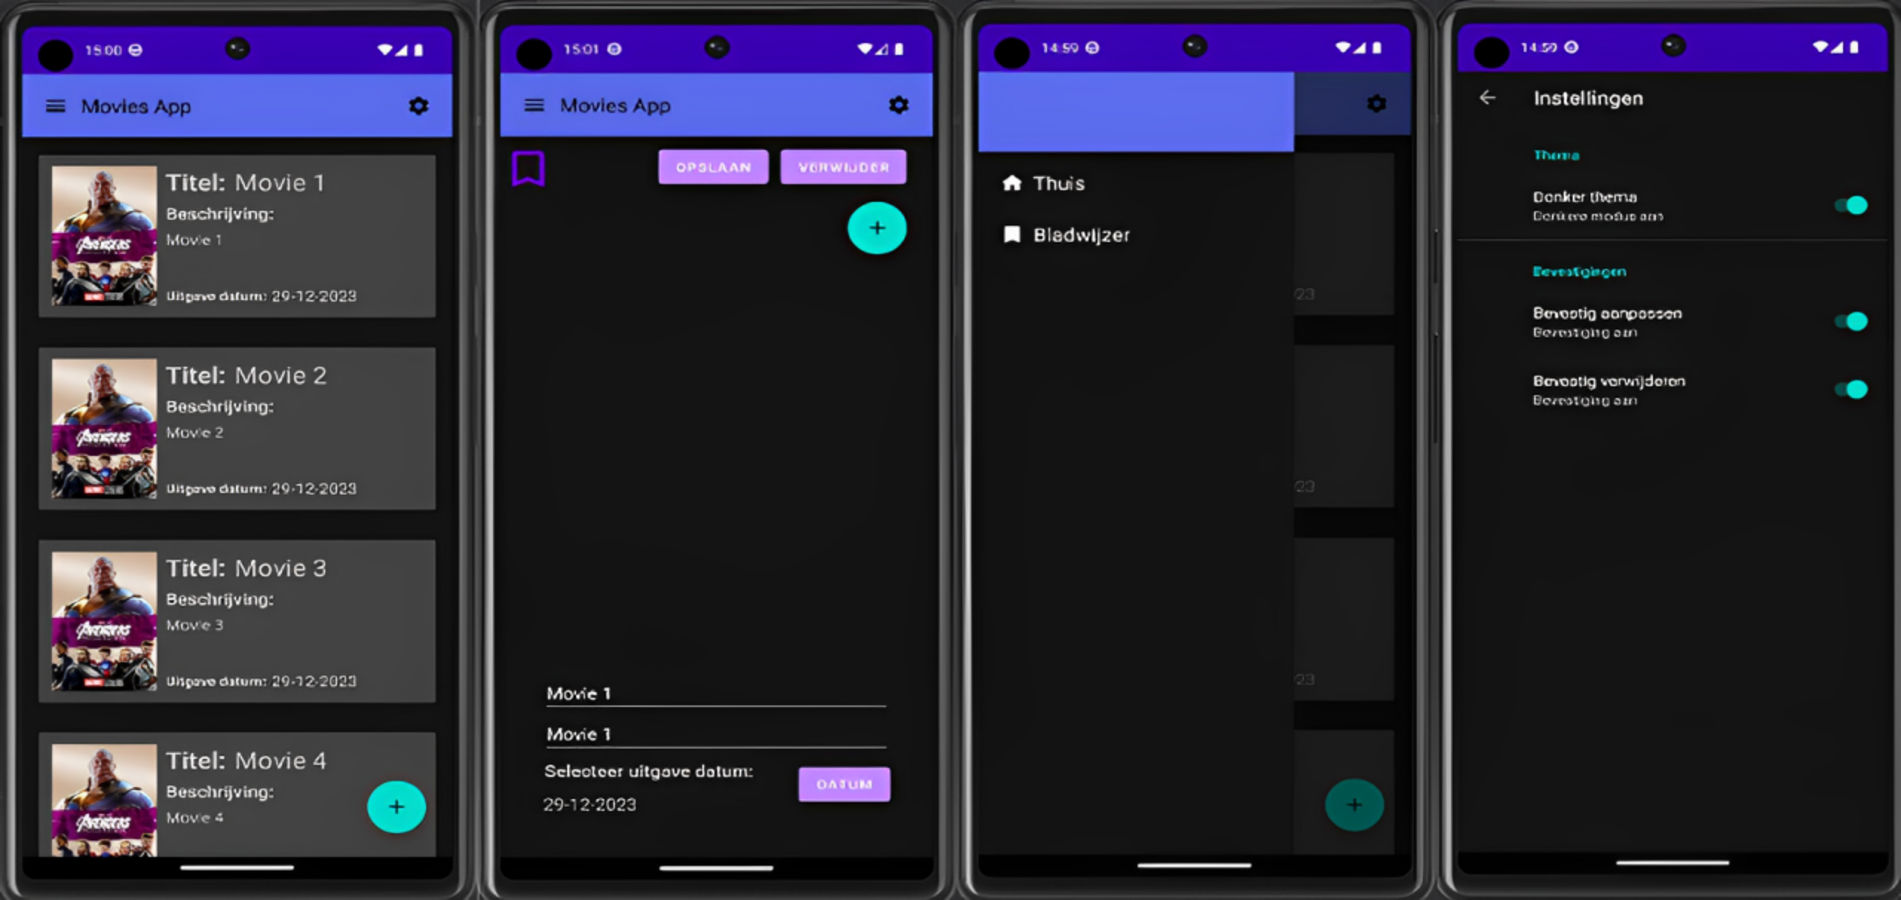 15:00
Movies App
Titel: Movie 1
Beschrijving:
Movie 1
Uitgave datum: 29-12-2023
AVENGERS
Titel: Movie 2
Beschrijving:
Movie 2
Uitgave datum: 29-12-2023
AVENGERS
Titel: Movie 3
Beschrijving:
Movie 3
Uitgave datum: 29-12-2023
AVENGERS
Titel: Movie 4
Beschrijving:
Movie 4
AVENGERS
15:01
Movies App
OPSLAAN VERWIJDER
Movie 1
Movie 1
Selecteer uitgave datum:
DATUM
29-12-2023
14:59
Thuis
Bladwijzer
23
23
23
14:59
Instellingen
Thema
Donker thema
Donkere modus aan
Bevestigingen
Bevestig aanpassen
Bevestiging aan
Bevestig verwijderen
Bevestiging aan